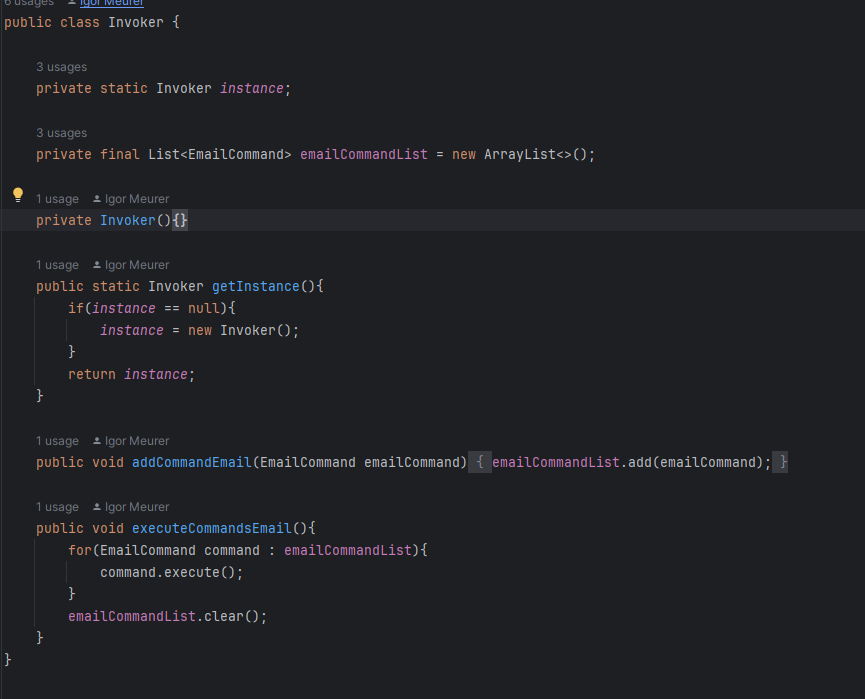 6 usages Igor Meurer
public class Invoker {
3 usages
private static Invoker instance;
3 usages
private final List<EmailCommand> emailCommandList = new ArrayList<>();
1 usage Igor Meurer
private Invoker(){}
1 usage Igor Meurer
public static Invoker getInstance(){
if(instance == null){
instance = new Invoker();
}
return instance;
}
1 usage Igor Meurer
public void addCommandEmail(EmailCommand emailCommand) { emailCommandList.add(emailCommand); }
1 usage Igor Meurer
public void executeCommandsEmail(){
for(EmailCommand command : emailCommandList){
command.execute();
}
emailCommandList.clear();
}
}